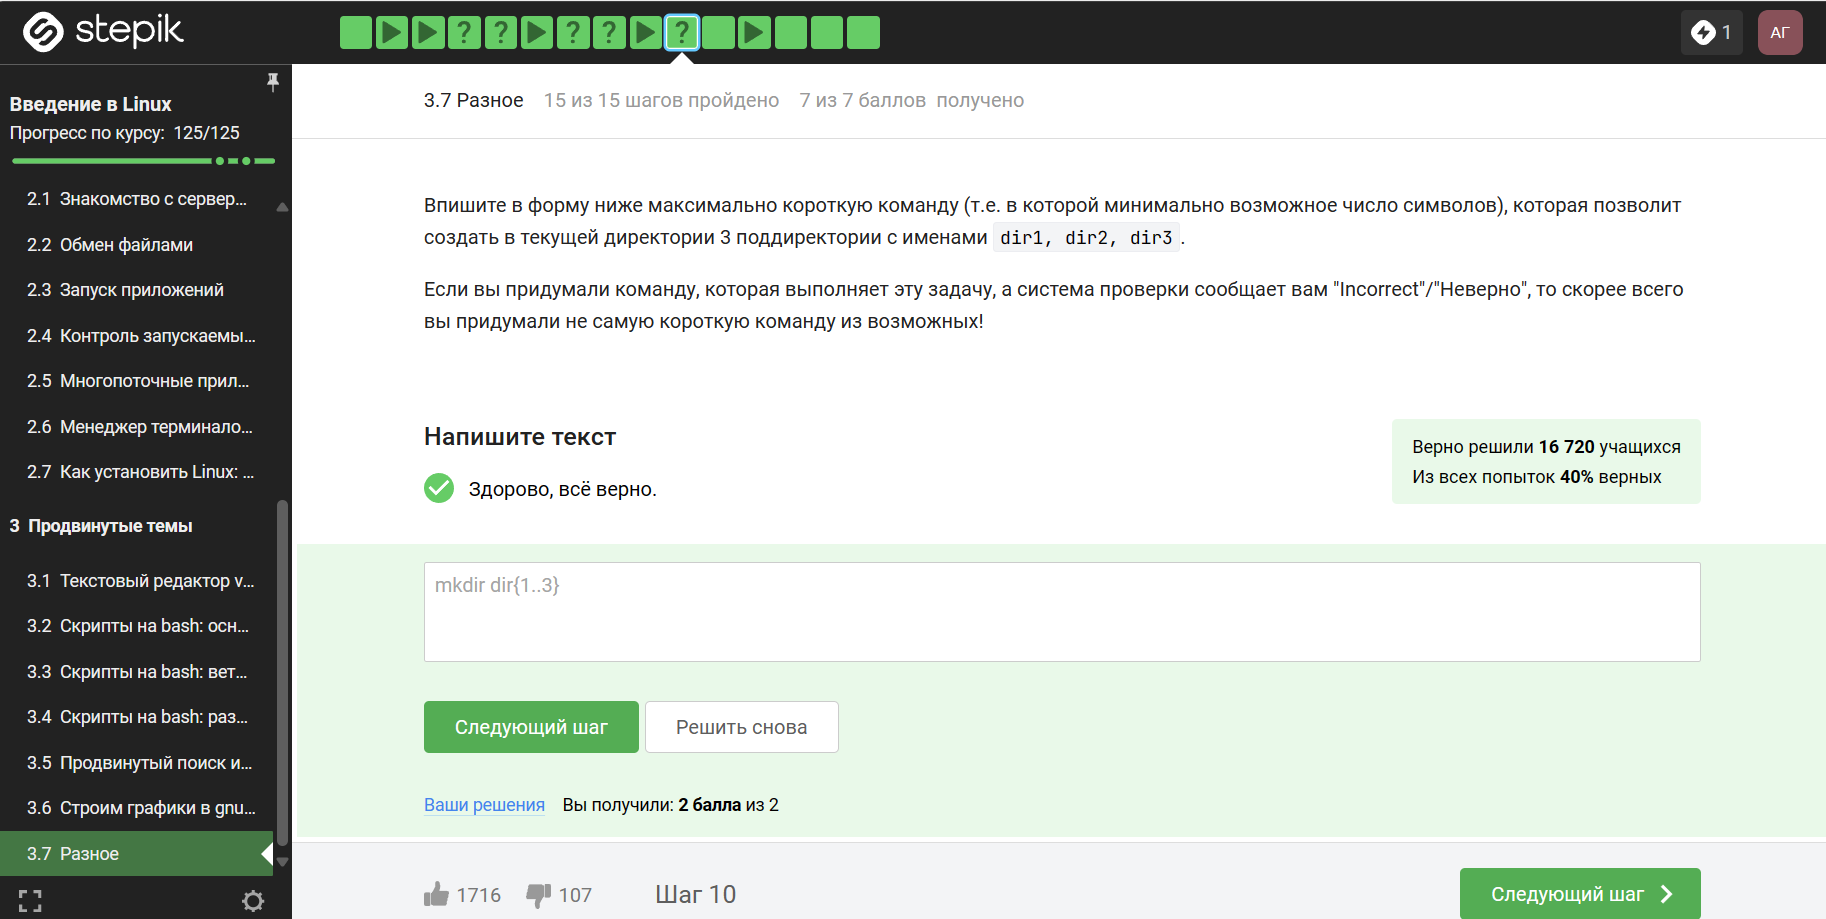 stepik
? ? ? ? ?
1
АГ
Введение в Linux
Прогресс по курсу: 125/125
2.1 Знакомство с сервер...
2.2 Обмен файлами
2.3 Запуск приложений
2.4 Контроль запускаемы...
2.5 Многопоточные прил...
2.6 Менеджер терминало...
2.7 Как установить Linux: ...
3 Продвинутые темы
3.1 Текстовый редактор v...
3.2 Скрипты на bash: осн...
3.3 Скрипты на bash: вет...
3.4 Скрипты на bash: раз...
3.5 Продвинутый поиск и...
3.6 Строим графики в gnu...
3.7 Разное
3.7 Разное 15 из 15 шагов пройдено 7 из 7 баллов получено
Впишите в форму ниже максимально короткую команду (т.е. в которой минимально возможное число символов), которая позволит
создать в текущей директории 3 поддиректории с именами dir1, dir2, dir3 .
Если вы придумали команду, которая выполняет эту задачу, а система проверки сообщает вам "Incorrect"/"Неверно", то скорее всего
вы придумали не самую короткую команду из возможных!
Напишите текст
Здорово, всё верно.
Верно решили 16 720 учащихся
Из всех попыток 40% верных
mkdir dir{1..3}
Следующий шаг
Решить снова
Ваши решения Вы получили: 2 балла из 2
1716 107 Шаг 10
Следующий шаг